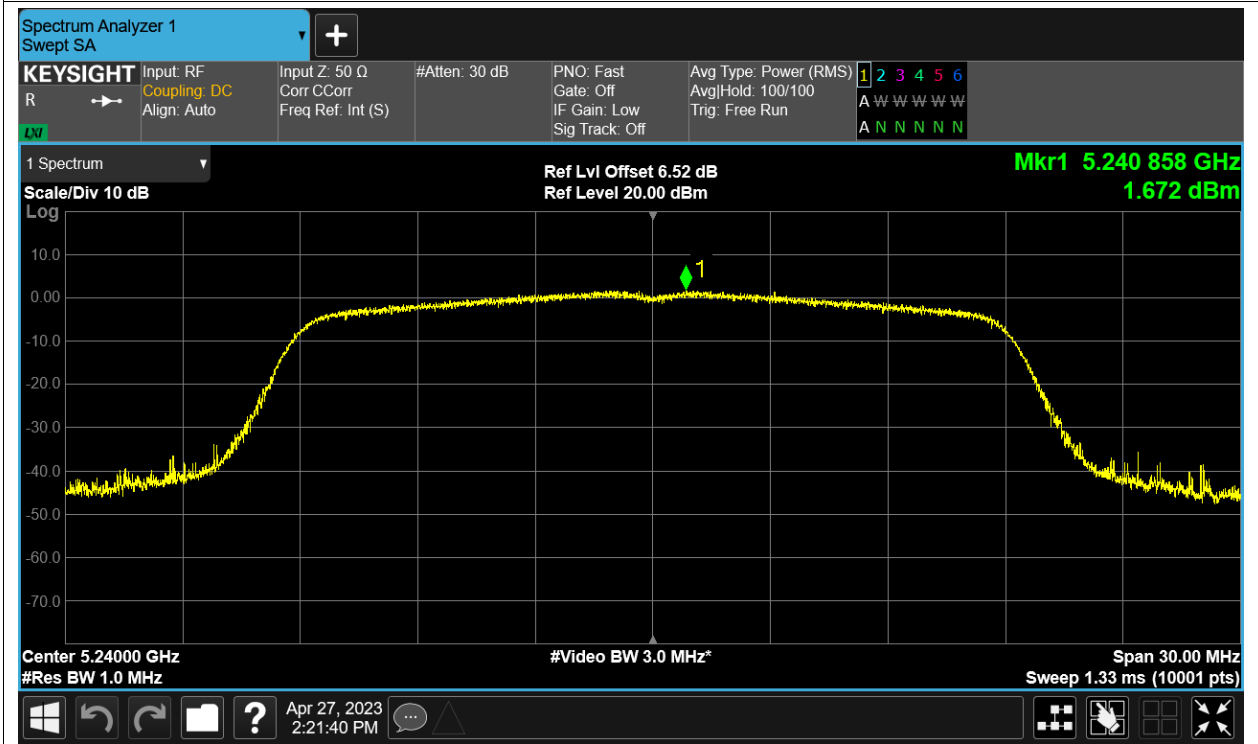 Spectrum Analyzer 1
Swept SA
+
KEYSIGHT
R
LXI
Input: RF
Coupling: DC
Align: Auto
Input Z: 50 Ω
Corr CCorr
Freq Ref: Int (S)
#Atten: 30 dB
PNO: Fast
Gate: Off
IF Gain: Low
Sig Track: Off
Avg Type: Power (RMS)
Avg|Hold: 100/100
Trig: Free Run
1 2 3 4 5 6
A W W W W W
A N N N N N
1 Spectrum
Scale/Div 10 dB
Log
Ref Lvl Offset 6.52 dB
Ref Level 20.00 dBm
Mkr1 5.240 858 GHz
1.672 dBm
10.0
0.00
-10.0
-20.0
-30.0
-40.0
-50.0
-60.0
-70.0
1
Center 5.24000 GHz
#Res BW 1.0 MHz
#Video BW 3.0 MHz*
Span 30.00 MHz
Sweep 1.33 ms (10001 pts)
?
Apr 27, 2023
2:21:40 PM